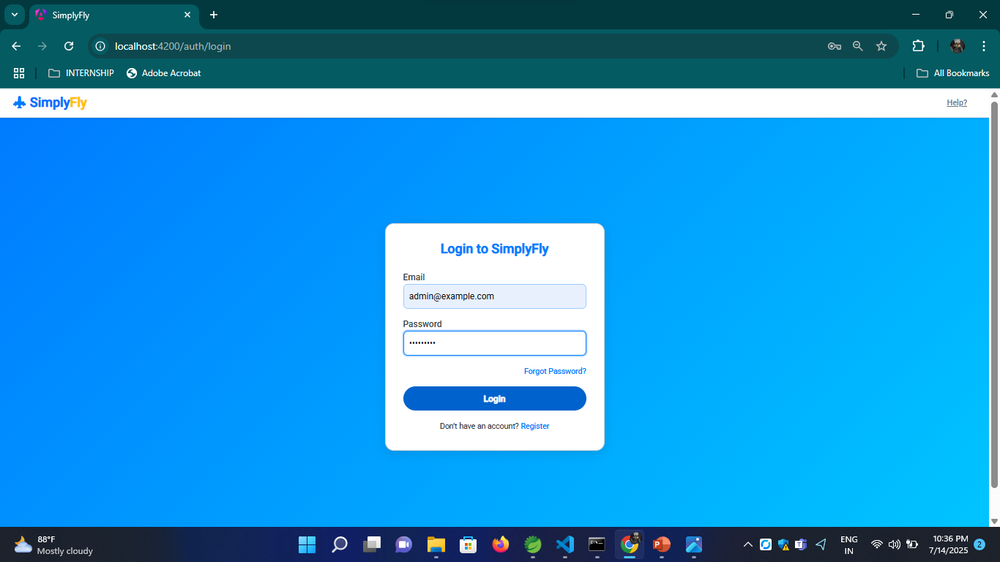 SimplyFly
localhost:4200/auth/login
INTERNSHIP
Adobe Acrobat
All Bookmarks
SimplyFly
Help?
Login to SimplyFly
Email
admin@example.com
Password
•••••••••
Forgot Password?
Login
Don't have an account? Register
88°F
Mostly cloudy
ENG
IN
10:36 PM
7/14/2025
2